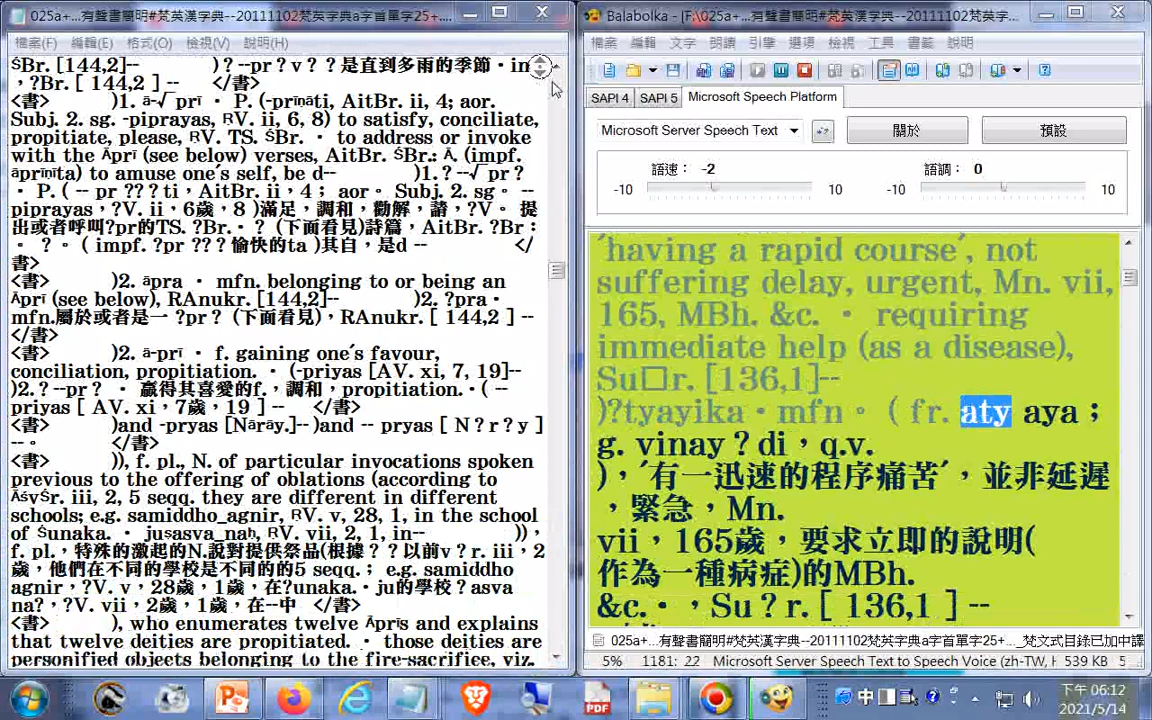 025a+...有聲書簡明#梵英漢字典--20111102梵英字典a字首單字25+...
檔案(F) 編輯(E) 格式(O) 檢視(V) 說明(H)
ŚBr. [144,2]-- )？--pr？v？？是直到多雨的季節‧in
，?Br. [ 144,2 ] -- </書>
<書> )1. ā-√ prī ‧ P. (-prīṇāti, AitBr. ii, 4; aor.
Subj. 2. sg. -piprayas, ṚV. ii, 6, 8) to satisfy, conciliate,
propitiate, please, ṚV. TS. ŚBr. ‧ to address or invoke
with the Āprī (see below) verses, AitBr. ŚBr.: Ā. (impf.
āprīṇīta) to amuse one's self, be d-- )1.？--√pr？
‧ P. ( -- pr ???ti，AitBr. ii，4； aor。 Subj. 2. sg。 --
piprayas，?V. ii，6歲，8 )滿足，調和，勸解，請，?V。 提
出或者呼叫?pr的TS. ?Br.‧？ (下面看見)詩篇，AitBr. ?Br：
。？。 ( impf. ?pr ???愉快的ta )其自，是d -- </
書>
<書> )2. āpra ‧ mfn. belonging to or being an
Āprī (see below), RAnukr. [144,2]-- )2. ?pra‧
mfn.屬於或者是一 ?pr？ (下面看見)，RAnukr. [ 144,2 ] --
</書>
<書> )2. ā-prī ‧ f. gaining one's favour,
conciliation, propitiation. ‧ (-priyas [AV. xi, 7, 19]--
)2.？--pr？ ‧ 贏得其喜愛的f.，調和，propitiation.‧( --
priyas [ AV. xi，7歲，19 ] -- </書>
<書> )and -pryas [Nārāy.]--)and -- pryas [ N？r？y ]
--。 </書>
<書> )), f. pl., N. of particular invocations spoken
previous to the offering of oblations (according to
ĀśvŚr. iii, 2, 5 seqq. they are different in different
schools; e.g. samiddho_agnir, ṚV. v, 28, 1, in the school
of Śunaka. ‧ juṣasva_naḥ, ṚV. vii, 2, 1, in-- ))，
f. pl.，特殊的激起的N.說對提供祭品(根據？？以前v？r. iii，2
歲，他們在不同的學校是不同的的5 seqq.； e.g. samiddho
agnir，?V. v，28歲，1歲，在?unaka.‧ju的學校？asva
na?，?V. vii，2歲，1歲，在--中 </書>
<書> ), who enumerates twelve Āprīs and explains
that twelve deities are propitiated. ‧ those deities are
personified objects belonging to the fire-sacrifice, viz.
Balabolka - [F:\025a+...有聲書簡明#梵英漢字典--20111102梵英字...
檔案 編輯 文字 朗讀 引擎 選項 檢視 工具 書籤 說明
SAPI 4 SAPI 5 Microsoft Speech Platform
Microsoft Server Speech Text 關於 預設
語速： -2 語調： 0
-10 10 -10 10
'having a rapid course', not
suffering delay, urgent, Mn. vii,
165, MBh. &c. ‧ requiring
immediate help (as a disease),
Su□r. [136,1]--
)?tyayika‧mfn。 ( fr. aty aya；
g. vinay？di，q.v.
)，'有一迅速的程序痛苦'，並非延遲
，緊急，Mn.
vii，165歲，要求立即的說明(
作為一種病症)的MBh.
&c.‧，Su？r. [ 136,1 ] --
025a+...有聲書簡明#梵英漢字典--20111102梵英字典a字首單字25+..._梵文式目錄已加中譯
5% 1181: 22 Microsoft Server Speech Text to Speech Voice (zh-TW, H 539 KB 5
中
下午 06:12
2021/5/14